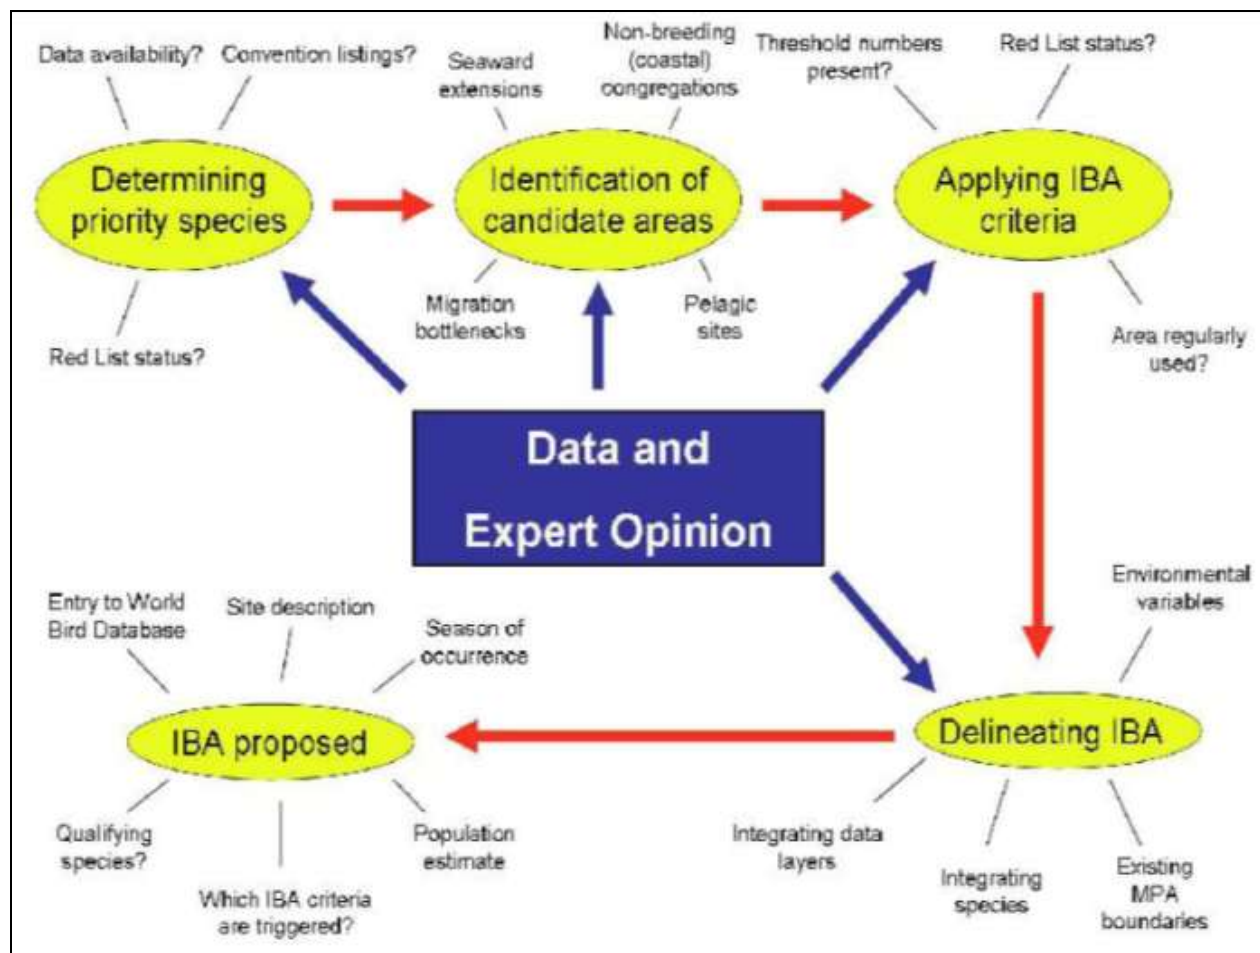 Data availability?
Convention listings?
Determining
priority species
Red List status?
Seaward
extensions
Non-breeding
(coastal)
congregations
Identification of
candidate areas
Migration
bottlenecks
Pelagic
sites
Threshold numbers
present?
Red List status?
Applying IBA
criteria
Area regularly
used?
Data and
Expert Opinion
Environmental
variables
Delineating IBA
Integrating data
layers
Integrating
species
Existing
MPA
boundaries
Entry to World
Bird Database
Site description
Season of
occurrence
IBA proposed
Qualifying
species?
Which IBA criteria
are triggered?
Population
estimate